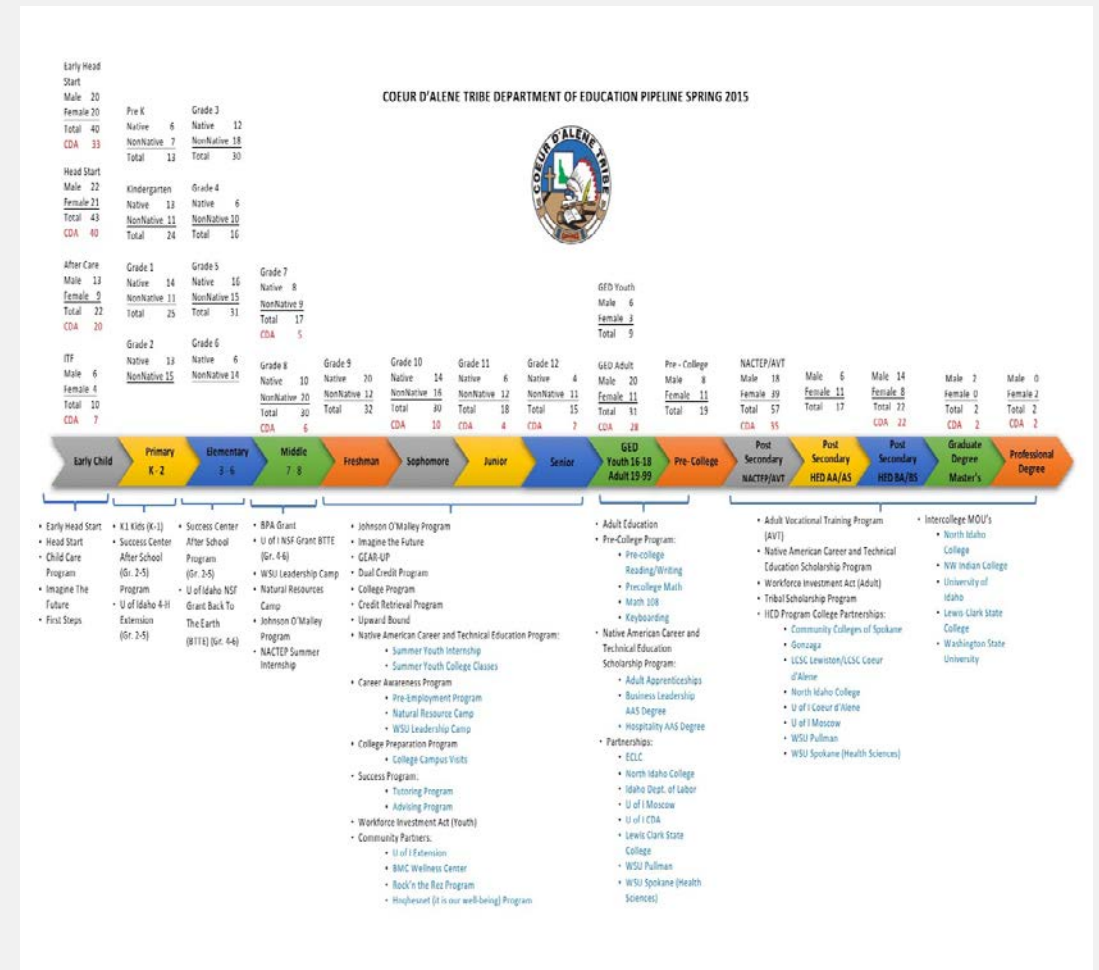 COEUR D'ALENE TRIBE DEPARTMENT OF EDUCATION PIPELINE SPRING 2015
COEUR D'ALENE TRIBE
Early Head
Start
Male 20
Female 20
Total 40
CDA 33
Head Start
Male 22
Female 21
Total 43
CDA 40
After Care
Male 13
Female 9
Total 22
CDA 20
ITF
Male 6
Female 4
Total 10
CDA 7
Pre K
Native 6
NonNative 7
Total 13
Kindergarten
Native 13
NonNative 11
Total 24
Grade 1
Native 14
NonNative 11
Total 25
Grade 2
Native 13
NonNative 15
Grade 3
Native 12
NonNative 18
Total 30
Grade 4
Native 6
NonNative 10
Total 16
Grade 5
Native 16
NonNative 15
Total 31
Grade 6
Native 6
NonNative 14
Grade 7
Native 8
NonNative 9
Total 17
CDA 5
Grade 8
Native 10
NonNative 20
Total 30
CDA 6
Grade 9
Native 20
NonNative 12
Total 32
Grade 10
Native 14
NonNative 16
Total 30
CDA 10
Grade 11
Native 6
NonNative 12
Total 18
CDA 4
Grade 12
Native 4
NonNative 11
Total 15
CDA 2
GED Youth
Male 6
Female 3
Total 9
GED Adult
Male 20
Female 11
Total 31
CDA 28
Pre - College
Male 8
Female 11
Total 19
NACTEP/AVT
Male 18
Female 39
Total 57
CDA 35
Male 6
Female 11
Total 17
Male 14
Female 8
Total 22
CDA 22
Male 2
Female 0
Total 2
CDA 2
Male 0
Female 2
Total 2
CDA 2
Early Child
Primary
K - 2
Elementary
3 - 6
Middle
7 - 8
Freshman
Sophomore
Junior
Senior
GED
Youth 16-18
Adult 19-99
Pre-College
Post
Secondary
NACTEP/AVT
Post
Secondary
HED AA/AS
Post
Secondary
HED BA/BS
Graduate
Degree
Master's
Professional
Degree
• Early Head Start
• Head Start
• Child Care
Program
• Imagine The
Future
• First Steps
• K1 Kids (K-1)
• Success Center
After School
(Gr. 2-5)
Program
• U of Idaho 4-H
Extension
(Gr. 2-5)
• Success Center
After School
Program
(Gr. 2-5)
• U of Idaho NSF
Grant Back To
The Earth
(BTTE) (Gr. 4-6)
• BPA Grant
• U of I NSF Grant BTTE
(Gr. 4-6)
• WSU Leadership Camp
• Natural Resources
Camp
• Johnson O'Malley
Program
• NACTEP Summer
Internship
• Johnson O'Malley Program
• Imagine the Future
• GEAR-UP
• Dual Credit Program
• College Program
• Credit Retrieval Program
• Upward Bound
• Native American Career and Technical Education Program:
• Summer Youth Internship
• Summer Youth College Classes
• Career Awareness Program
• Pre-Employment Program
• Natural Resource Camp
• WSU Leadership Camp
• College Preparation Program
• College Campus Visits
• Success Program:
• Tutoring Program
• Advising Program
• Workforce Investment Act (Youth)
• Community Partners:
• U of I Extension
• BMC Wellness Center
• Rock'n the Rez Program
• (it is our well-being) Program
• Adult Education
• Pre-College Program:
• Pre-college
Reading/Writing
• Precollege Math
• Math 108
• Keyboarding
• Native American Career and
Technical Education
Scholarship Program:
• Adult Apprenticeships
• Business Leadership
AAS Degree
• Hospitality AAS Degree
• Partnerships:
• ECLC
• North Idaho College
• Idaho Dept. of Labor
• U of I Moscow
• U of I CDA
• Lewis Clark State
College
• WSU Pullman
• WSU Spokane (Health
Sciences)
• Adult Vocational Training Program
(AVT)
• Native American Career and Technical
Education Scholarship Program
• Workforce Investment Act (Adult)
• Tribal Scholarship Program
• HED Program College Partnerships:
• Community Colleges of Spokane
• Gonzaga
• LCSC Lewiston/LCSC Coeur
d'Alene
• North Idaho College
• U of I Coeur d'Alene
• U of I Moscow
• WSU Pullman
• WSU Spokane (Health Sciences)
• Intercollege MOU's
• North Idaho
College
• NW Indian College
• University of
Idaho
• Lewis Clark State
College
• Washington State
University